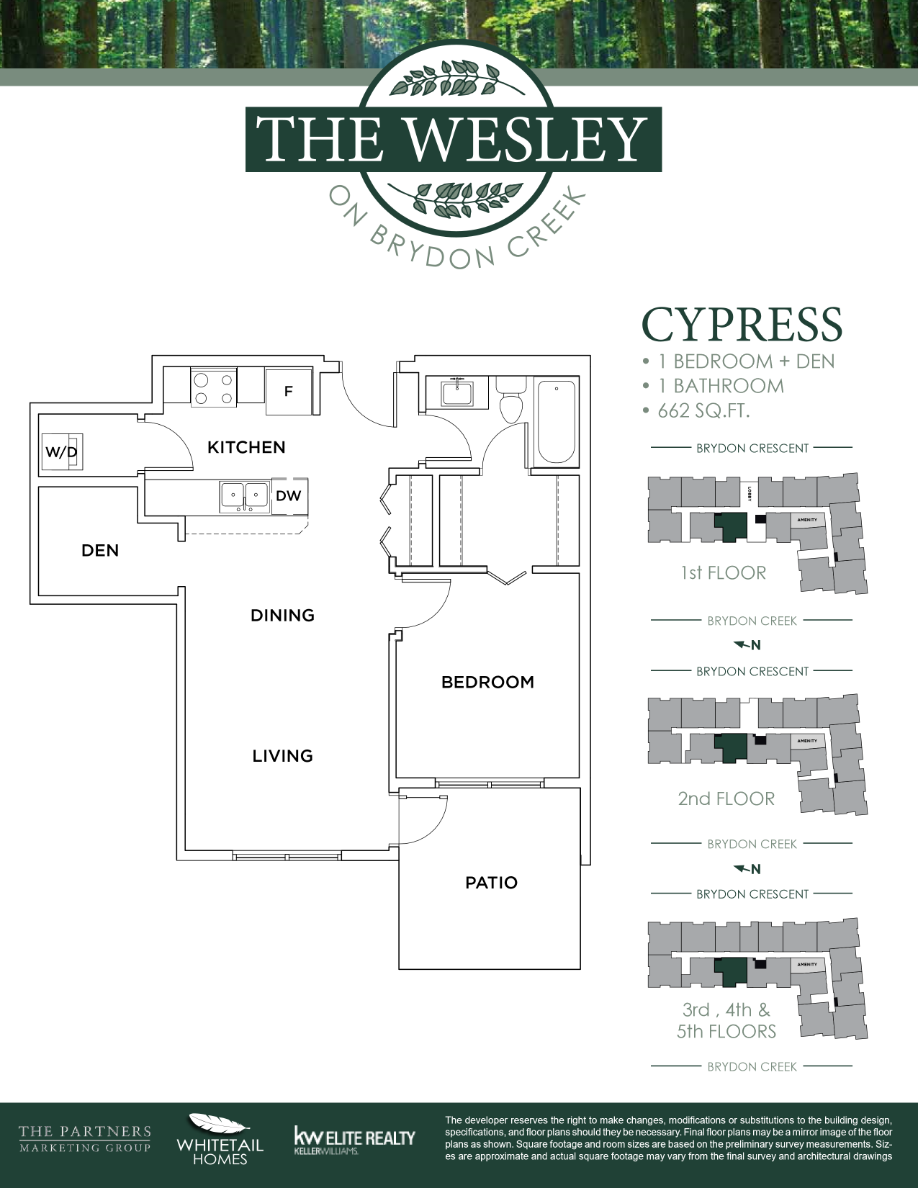 THE WESLEY
ON BRYDON CREEK
CYPRESS
• 1 BEDROOM + DEN
• 1 BATHROOM
• 662 SQ.FT.
F
W/D
KITCHEN
DW
DEN
DINING
BEDROOM
LIVING
PATIO
BRYDON CRESCENT
LOBBY
AMENITY
1st FLOOR
BRYDON CREEK
N
BRYDON CRESCENT
AMENITY
2nd FLOOR
BRYDON CREEK
N
BRYDON CRESCENT
AMENITY
3rd , 4th &
5th FLOORS
BRYDON CREEK
THE PARTNERS
MARKETING GROUP
WHITETAIL
HOMES
kw ELITE REALTY
KELLERWILLIAMS.
The developer reserves the right to make changes, modifications or substitutions to the building design,
specifications, and floor plans should they be necessary. Final floor plans may be a mirror image of the floor
plans as shown. Square footage and room sizes are based on the preliminary survey measurements. Siz-
es are approximate and actual square footage may vary from the final survey and architectural drawings